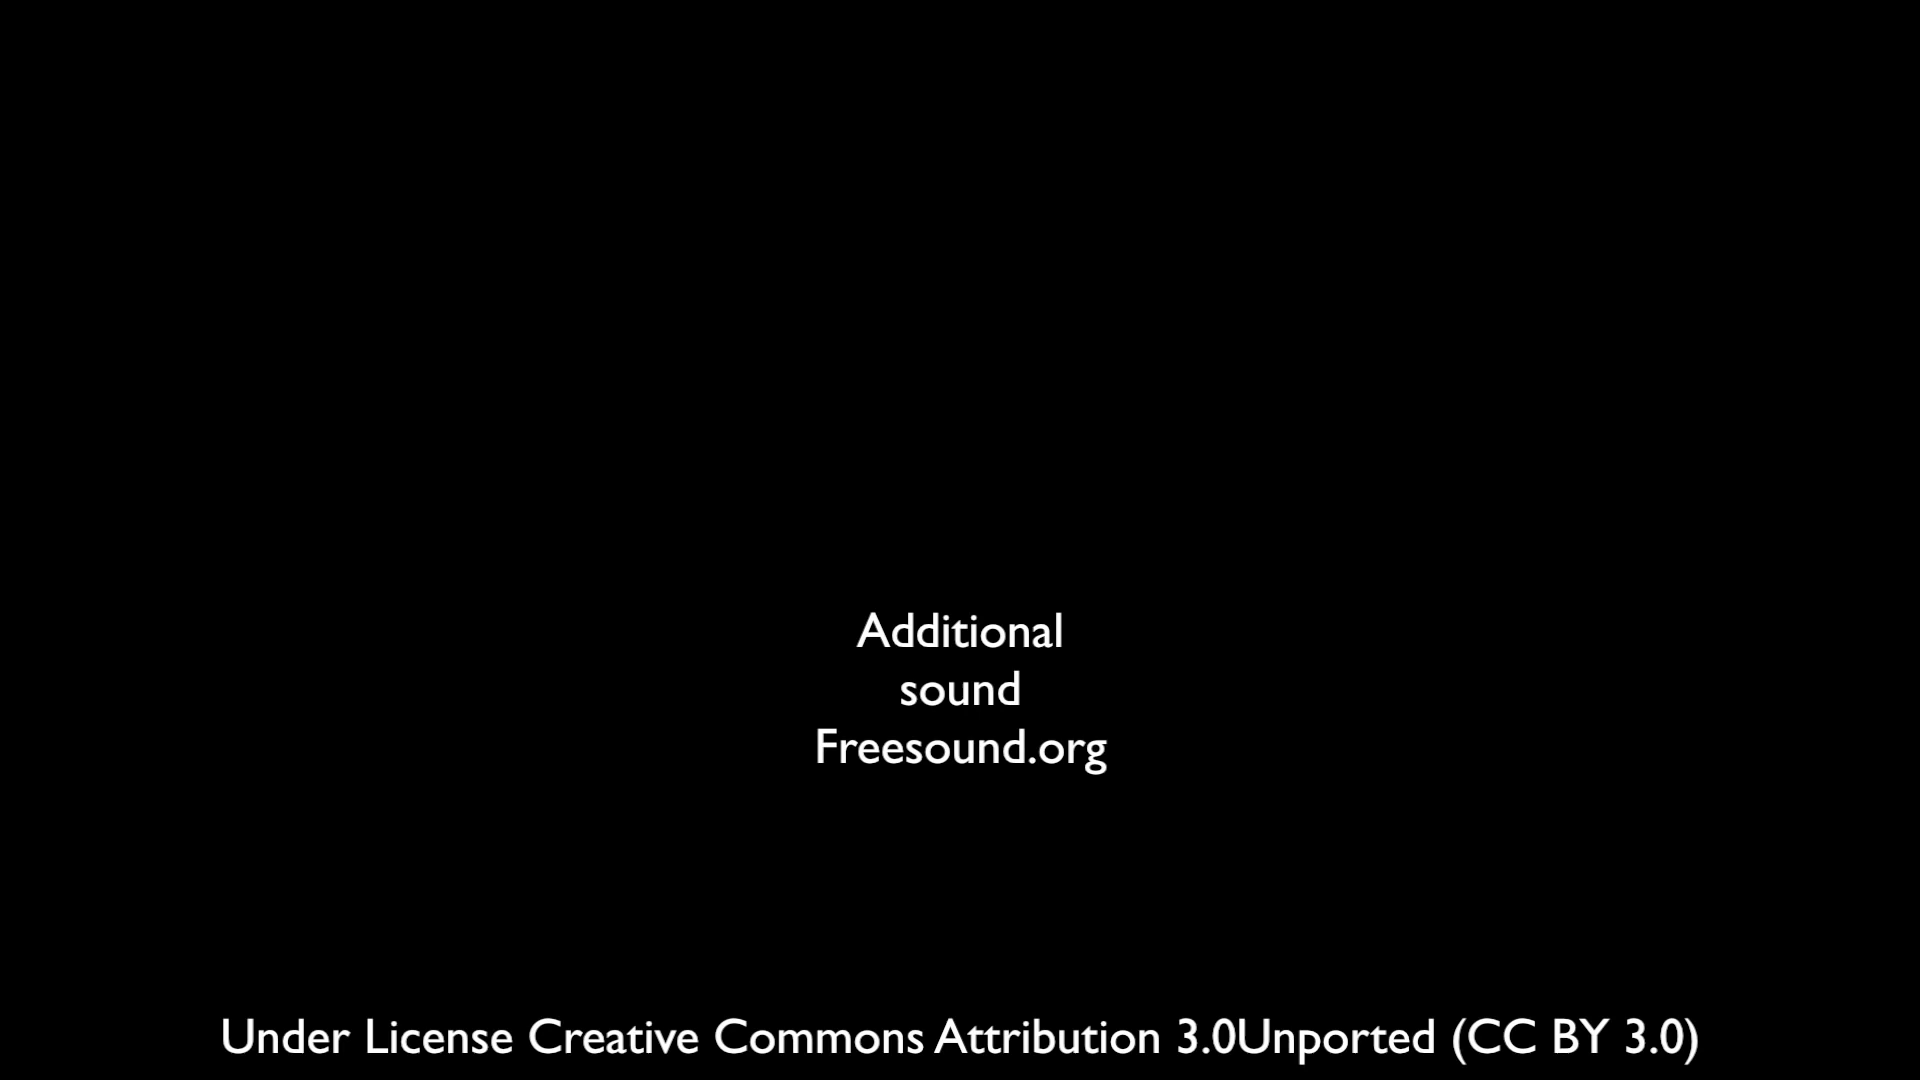 Additional
sound
Freesound.org
Under License Creative Commons Attribution 3.0Unported (CC BY 3.0)